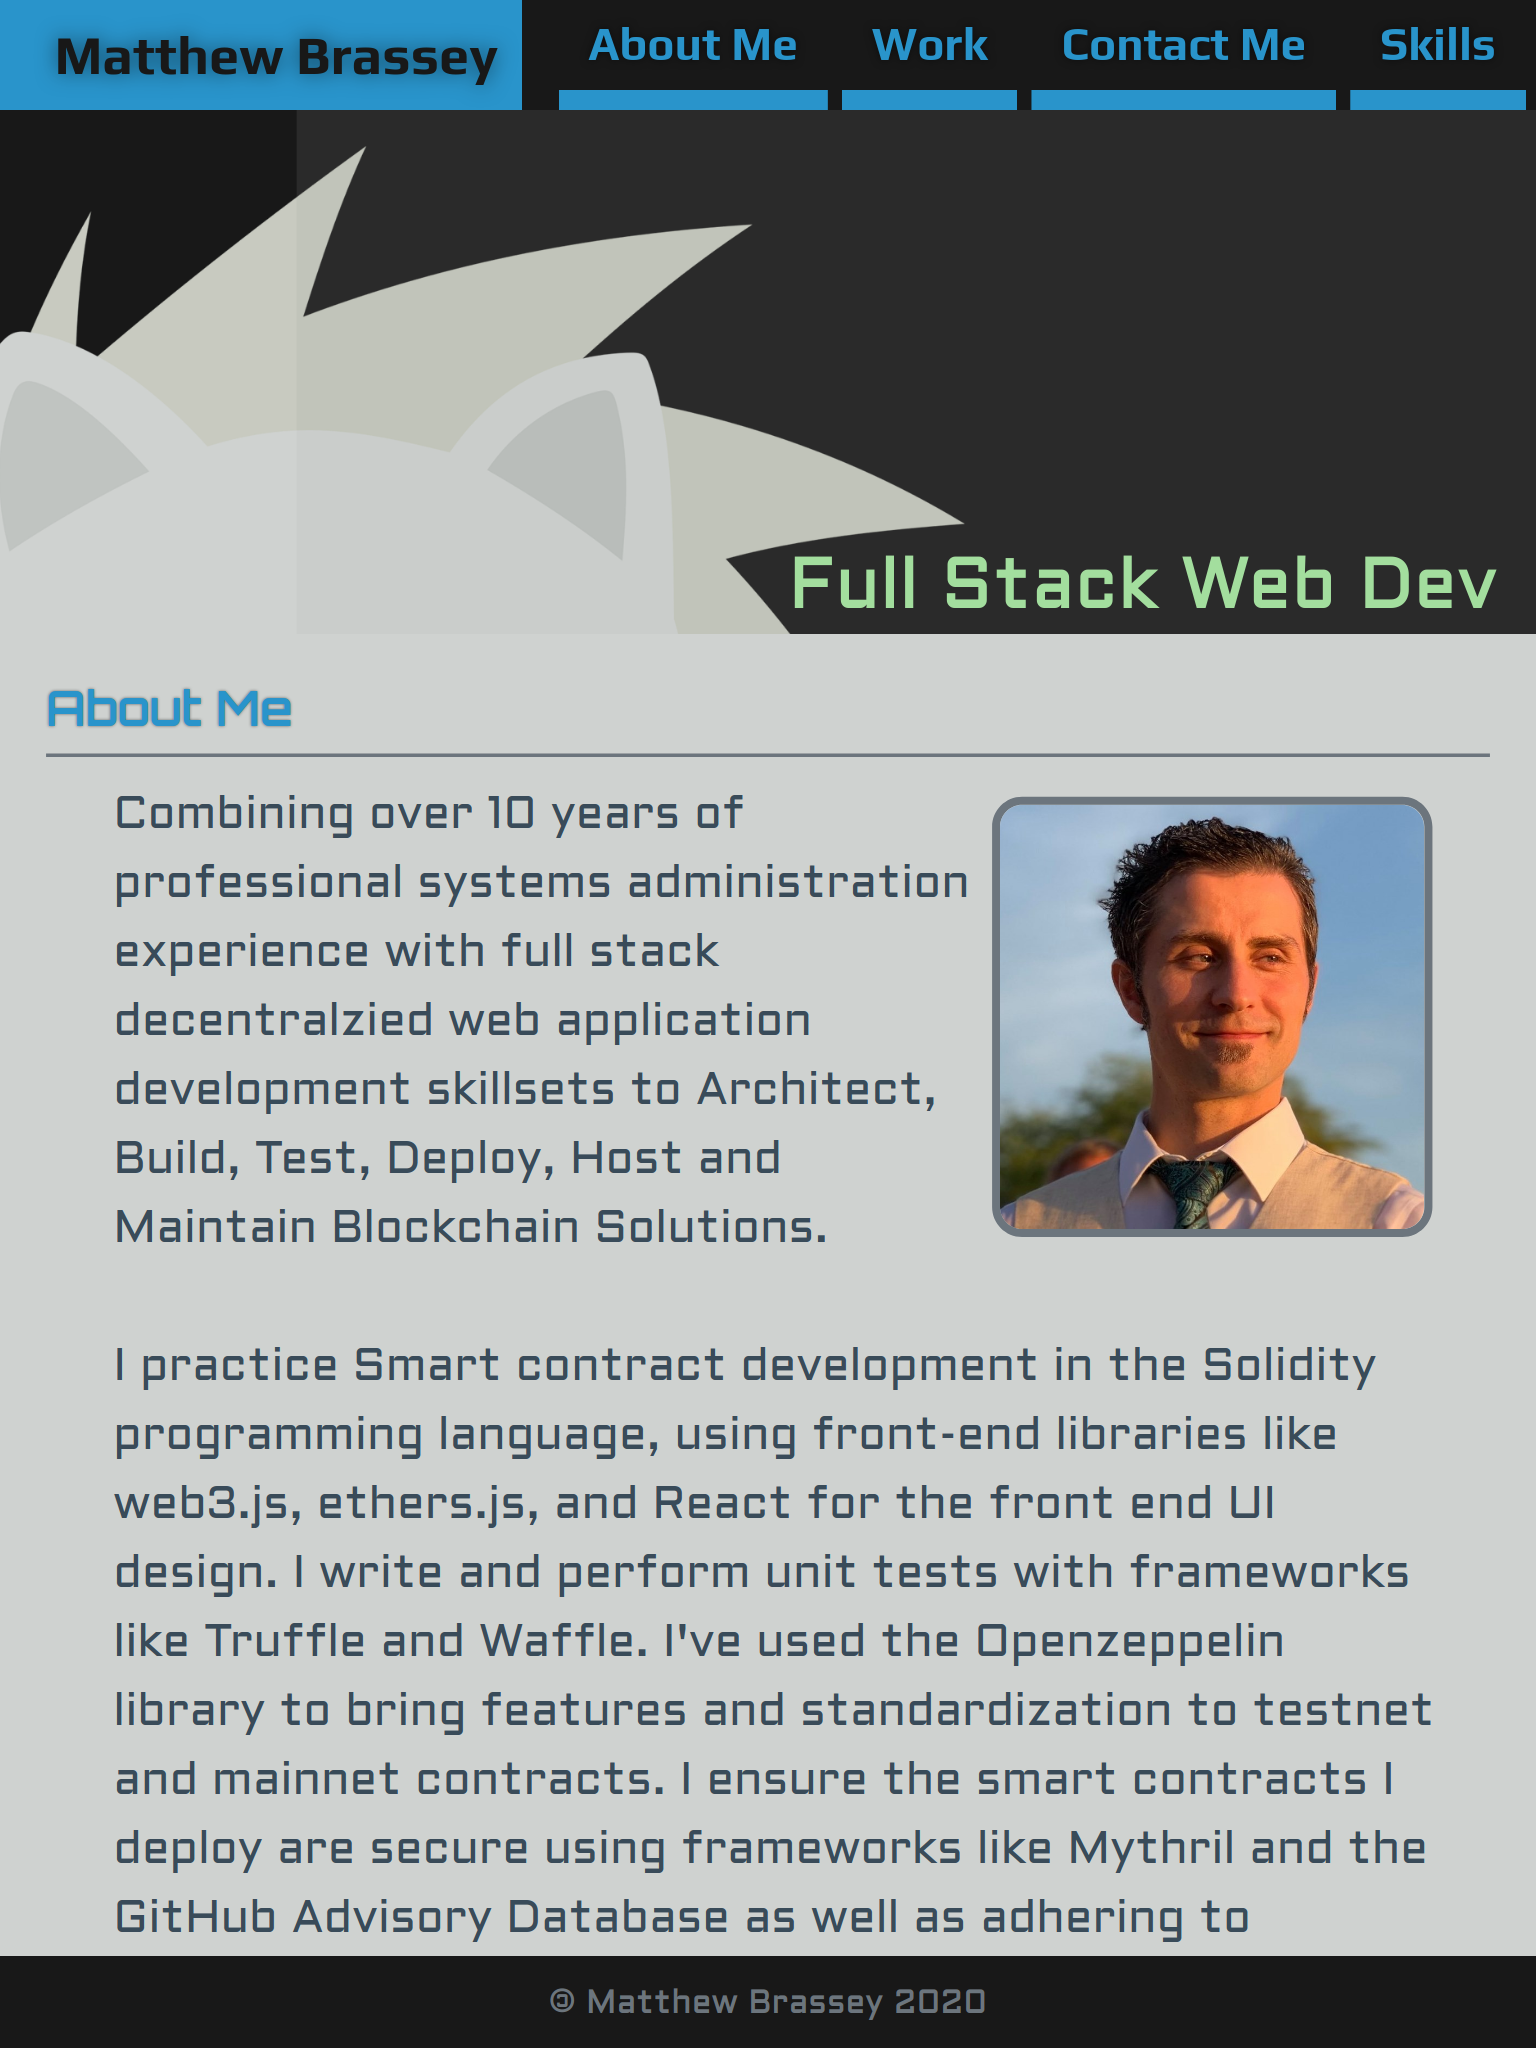 Matthew Brassey
About Me
Work
Contact Me
Skills
Full Stack Web Dev
About Me
Combining over 10 years of
professional systems administration
experience with full stack
decentralzied web application
development skillsets to Architect,
Build, Test, Deploy, Host and
Maintain Blockchain Solutions.
I practice Smart contract development in the Solidity
programming language, using front-end libraries like
web3.js, ethers.js, and React for the front end UI
design. I write and perform unit tests with frameworks
like Truffle and Waffle. I've used the Openzeppelin
library to bring features and standardization to testnet
and mainnet contracts. I ensure the smart contracts I
deploy are secure using frameworks like Mythril and the
GitHub Advisory Database as well as adhering to
© Matthew Brassey 2020